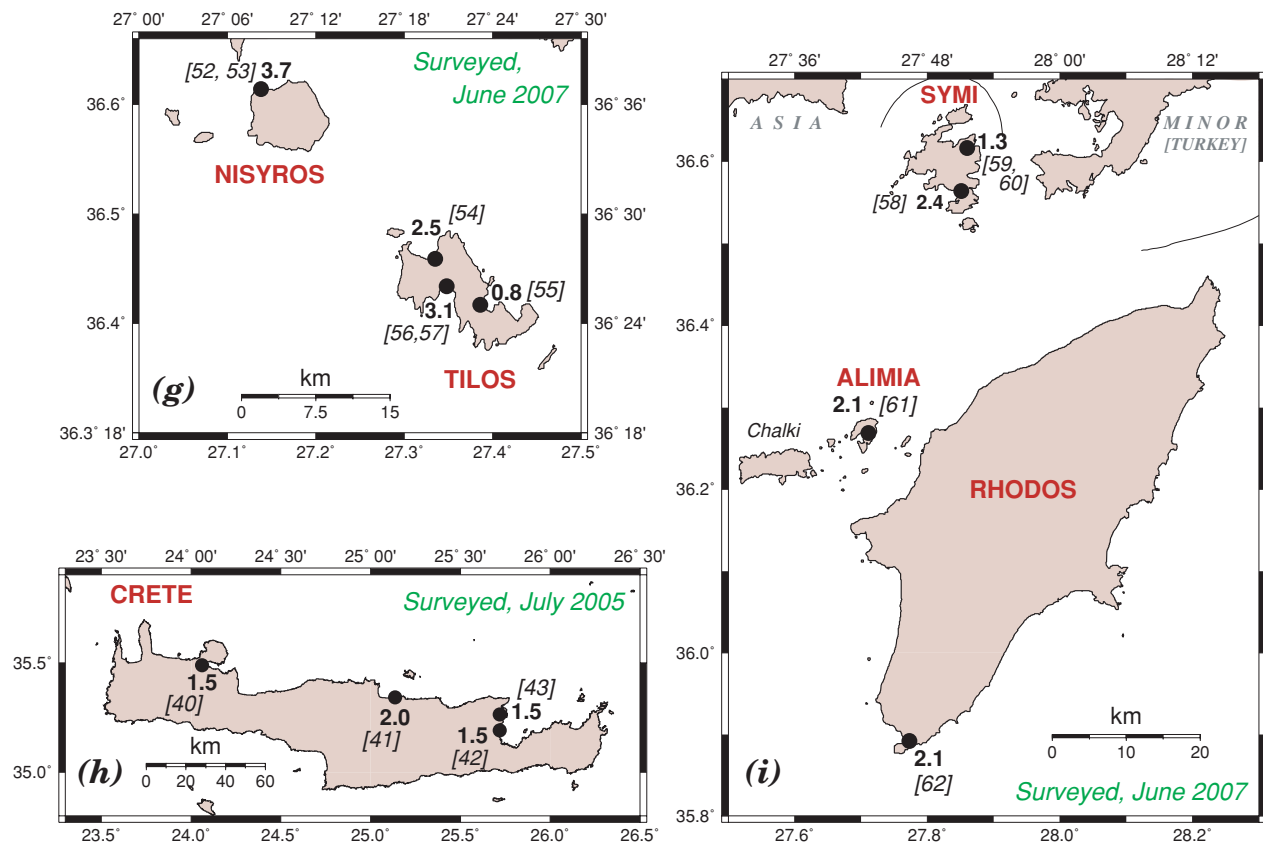 27° 00' 27° 06' 27° 12' 27° 18' 27° 24' 27° 30'
[52, 53] 3.7
Surveyed,
June 2007
36.6° 36° 36'
NISYROS
36.5° 36° 30'
[54]
2.5
0.8 [55]
3.1
[56,57]
36.4° 36° 24'
TILOS
(g)
km
0 7.5 15
36.3 18' 36° 18'
27.0 27.1° 27.3° 27.4° 27.5°
23° 30' 24° 00' 24° 30' 25° 00' 25° 30' 26° 00' 26° 30'
CRETE
Surveyed, July 2005
35.5°
1.5
[40]
2.0
[41]
[43]
1.5
1.5
[42]
km
0 20 40 60
(h)
35.0°
23.5° 24.0° 24.5° 25.0° 25.5° 26.0° 26.5°
27° 36' 27° 48' 28° 00' 28° 12'
SYMI
ASIA
MINOR
[TURKEY]
36.6°
1.3
[59,
60]
[58] 2.4
36.4°
ALIMIA
2.1 [61]
Chalki
RHODOS
36.2°
36.0°
km
0 10 20
2.1
[62]
(i)
Surveyed, June 2007
35.8°
27.6° 27.8° 28.0° 28.2°